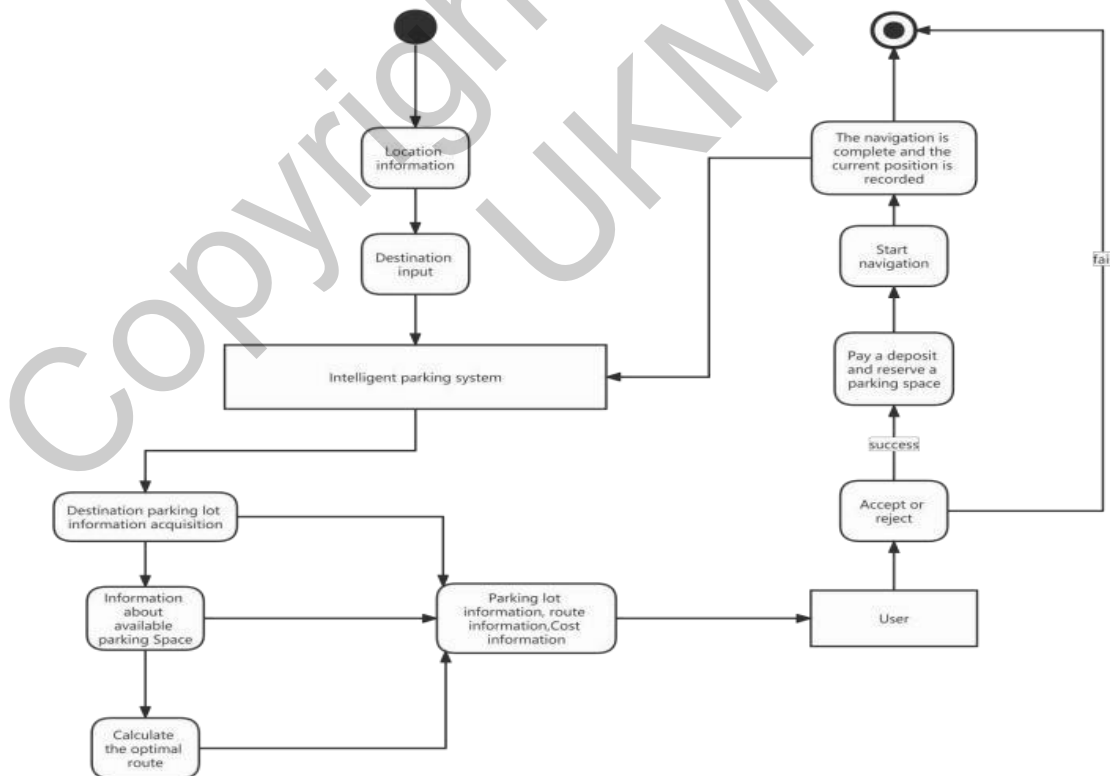 Copyright
UKM
Location
information
Destination
input
Intelligent parking system
Destination parking lot
information acquisition
Information
about
available
parking Space
Calculate
the optimal
route
Parking lot
information, route
information,Cost
information
User
Accept or
reject
success
Pay a deposit
and reserve a
parking space
Start
navigation
The navigation is
complete and the
current position is
recorded
fai